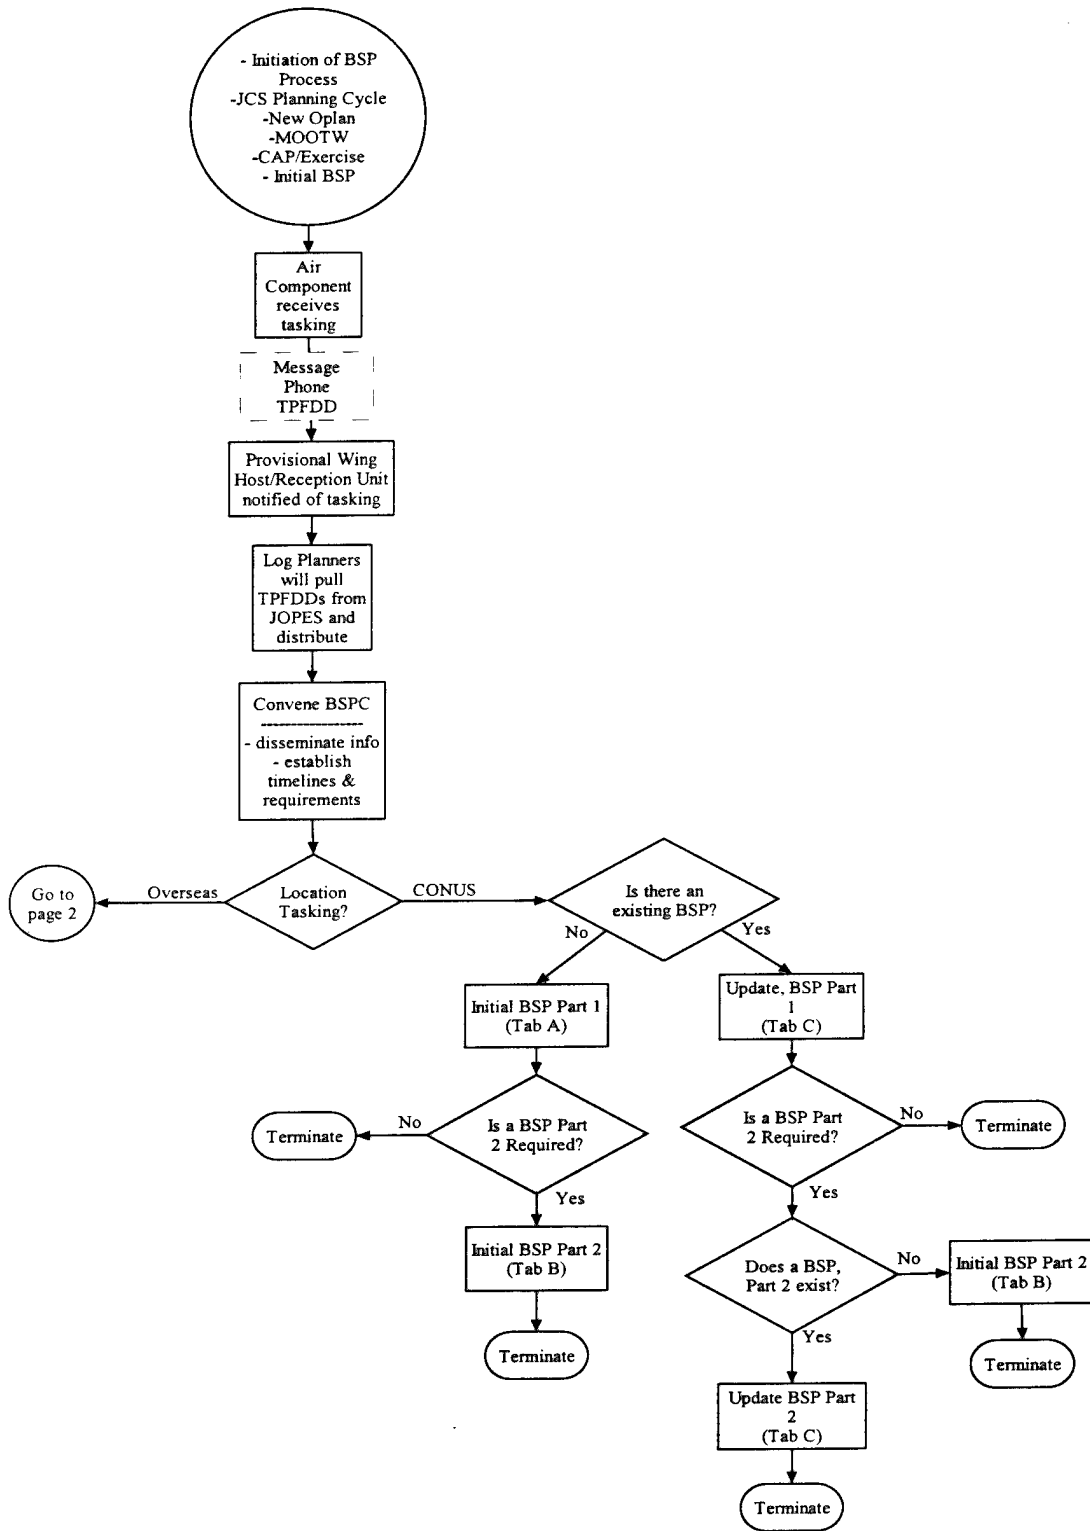 - Initiation of BSP
Process
-JCS Planning Cycle
-New Oplan
-MOOTW
-CAP/Exercise
- Initial BSP
Air
Component
receives
tasking
Message
Phone
TPFDD
Provisional Wing
Host/Reception Unit
notified of tasking
Log Planners
will pull
TPFDDs from
JOPES and
distribute
Convene BSPC
- disseminate info
- establish
timelines &
requirements
Go to
page 2
Overseas
Location
Tasking?
CONUS
Is there an
existing BSP?
No
Yes
Initial BSP Part 1
(Tab A)
Update, BSP Part
1
(Tab C)
Terminate
No
Is a BSP Part
2 Required?
Is a BSP Part
2 Required?
No
Terminate
Yes
Yes
Initial BSP Part 2
(Tab B)
Does a BSP,
Part 2 exist?
No
Initial BSP Part 2
(Tab B)
Terminate
Yes
Terminate
Update BSP Part
2
(Tab C)
Terminate